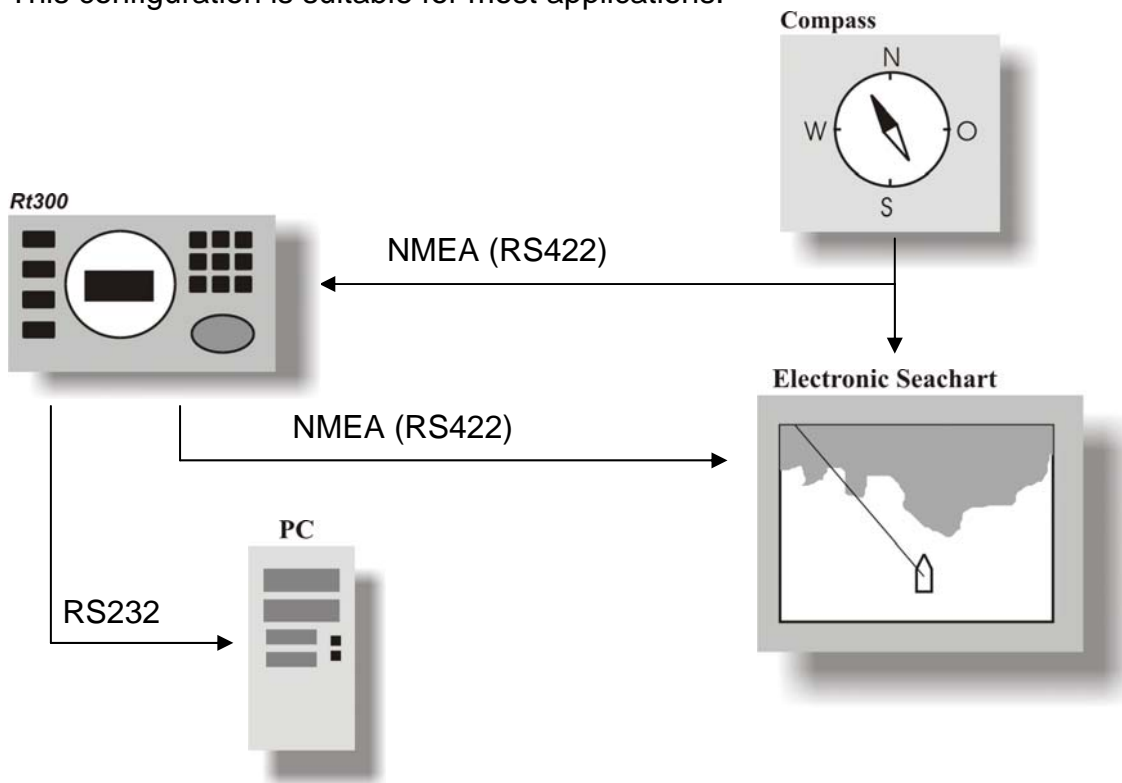 This configuration is suitable for most applications.
Compass
N
W
O
S
Rt300
NMEA (RS422)
Electronic Seachart
NMEA (RS422)
PC
RS232